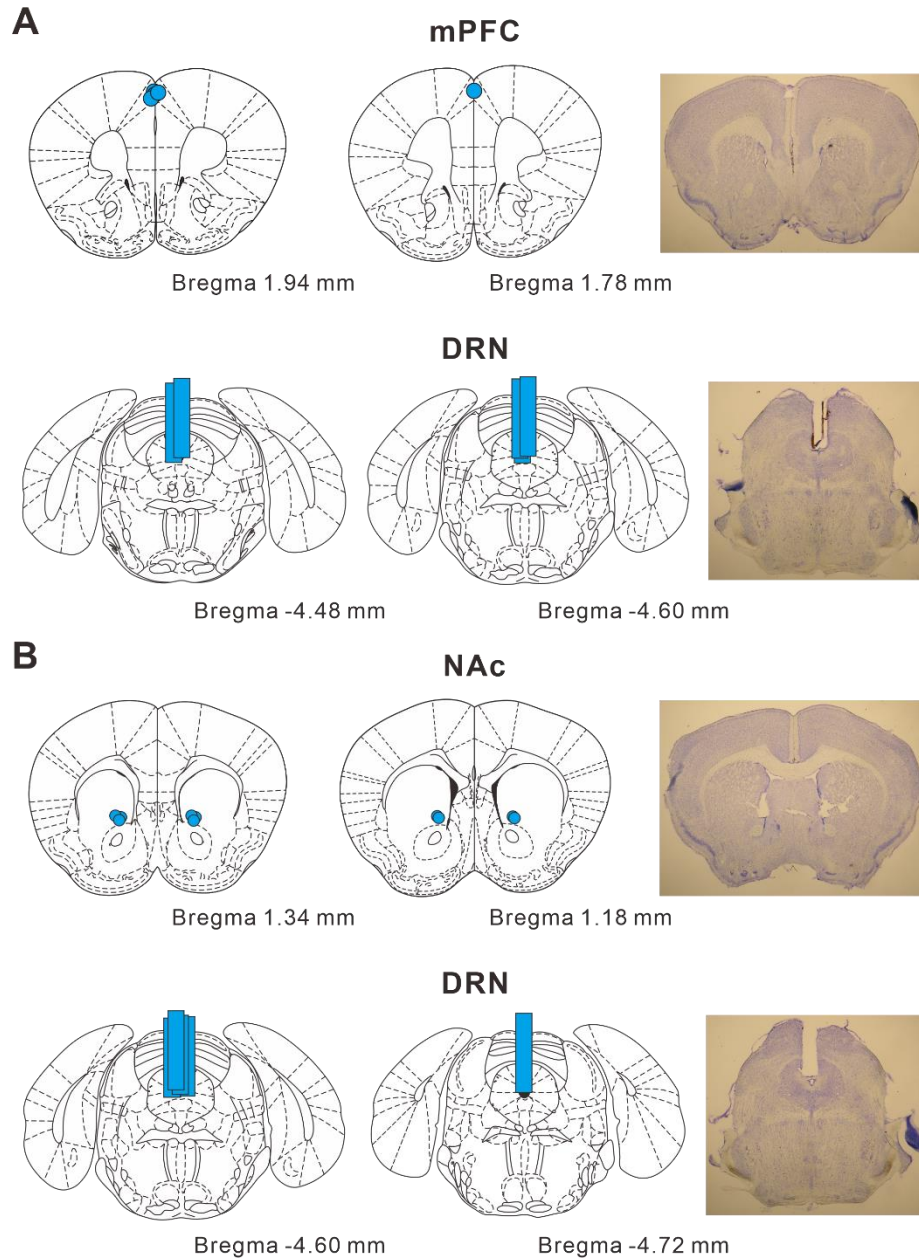 A
mPFC
Bregma 1.94 mm
Bregma 1.78 mm
DRN
Bregma -4.48 mm
Bregma -4.60 mm
B
NAc
Bregma 1.34 mm
Bregma 1.18 mm
DRN
Bregma -4.60 mm
Bregma -4.72 mm